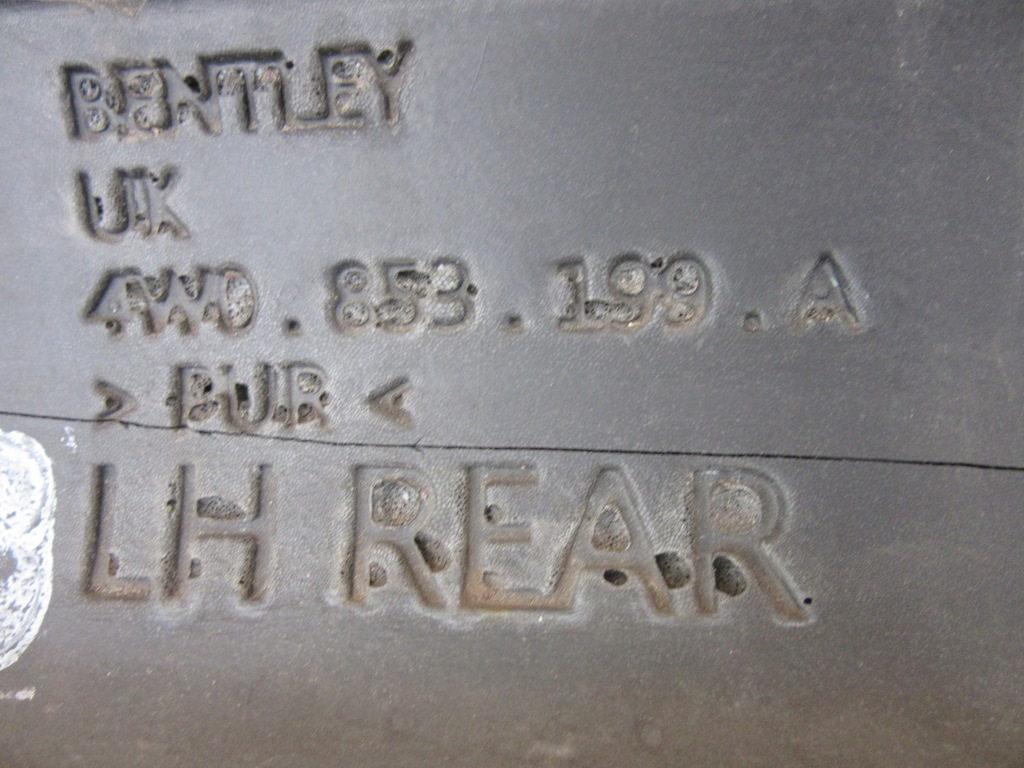 BENTLEY
UK
4W0.853.199.A
>PUR<
LH REAR